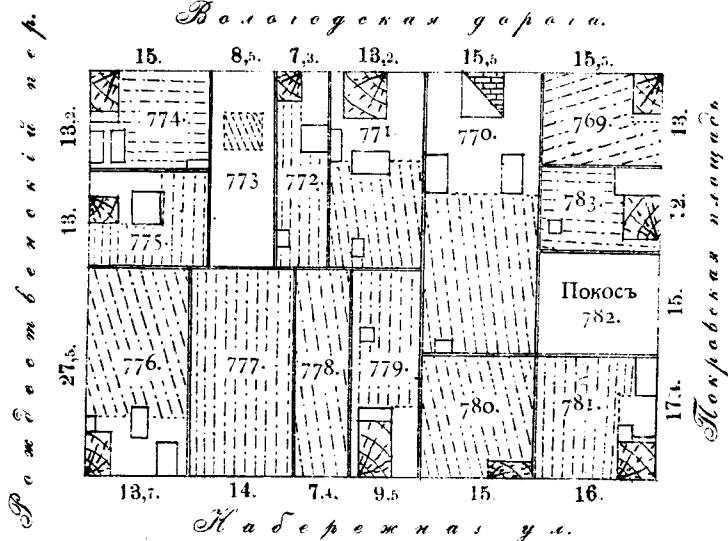 Вологодская дорога.
15. 8,5. 7,3. 13,2. 15,5 15,5.
Рождественскій пер.
13,2.
13.
27,5.
774. 773 772. 771. 770. 769.
775. 783.
Покосъ
782.
776. 777. 778. 779. 780. 781.
13.
12.
15.
17,4.
Покровская площадь
13,7. 14. 7,4. 9,5 15. 16.
Набережная ул.